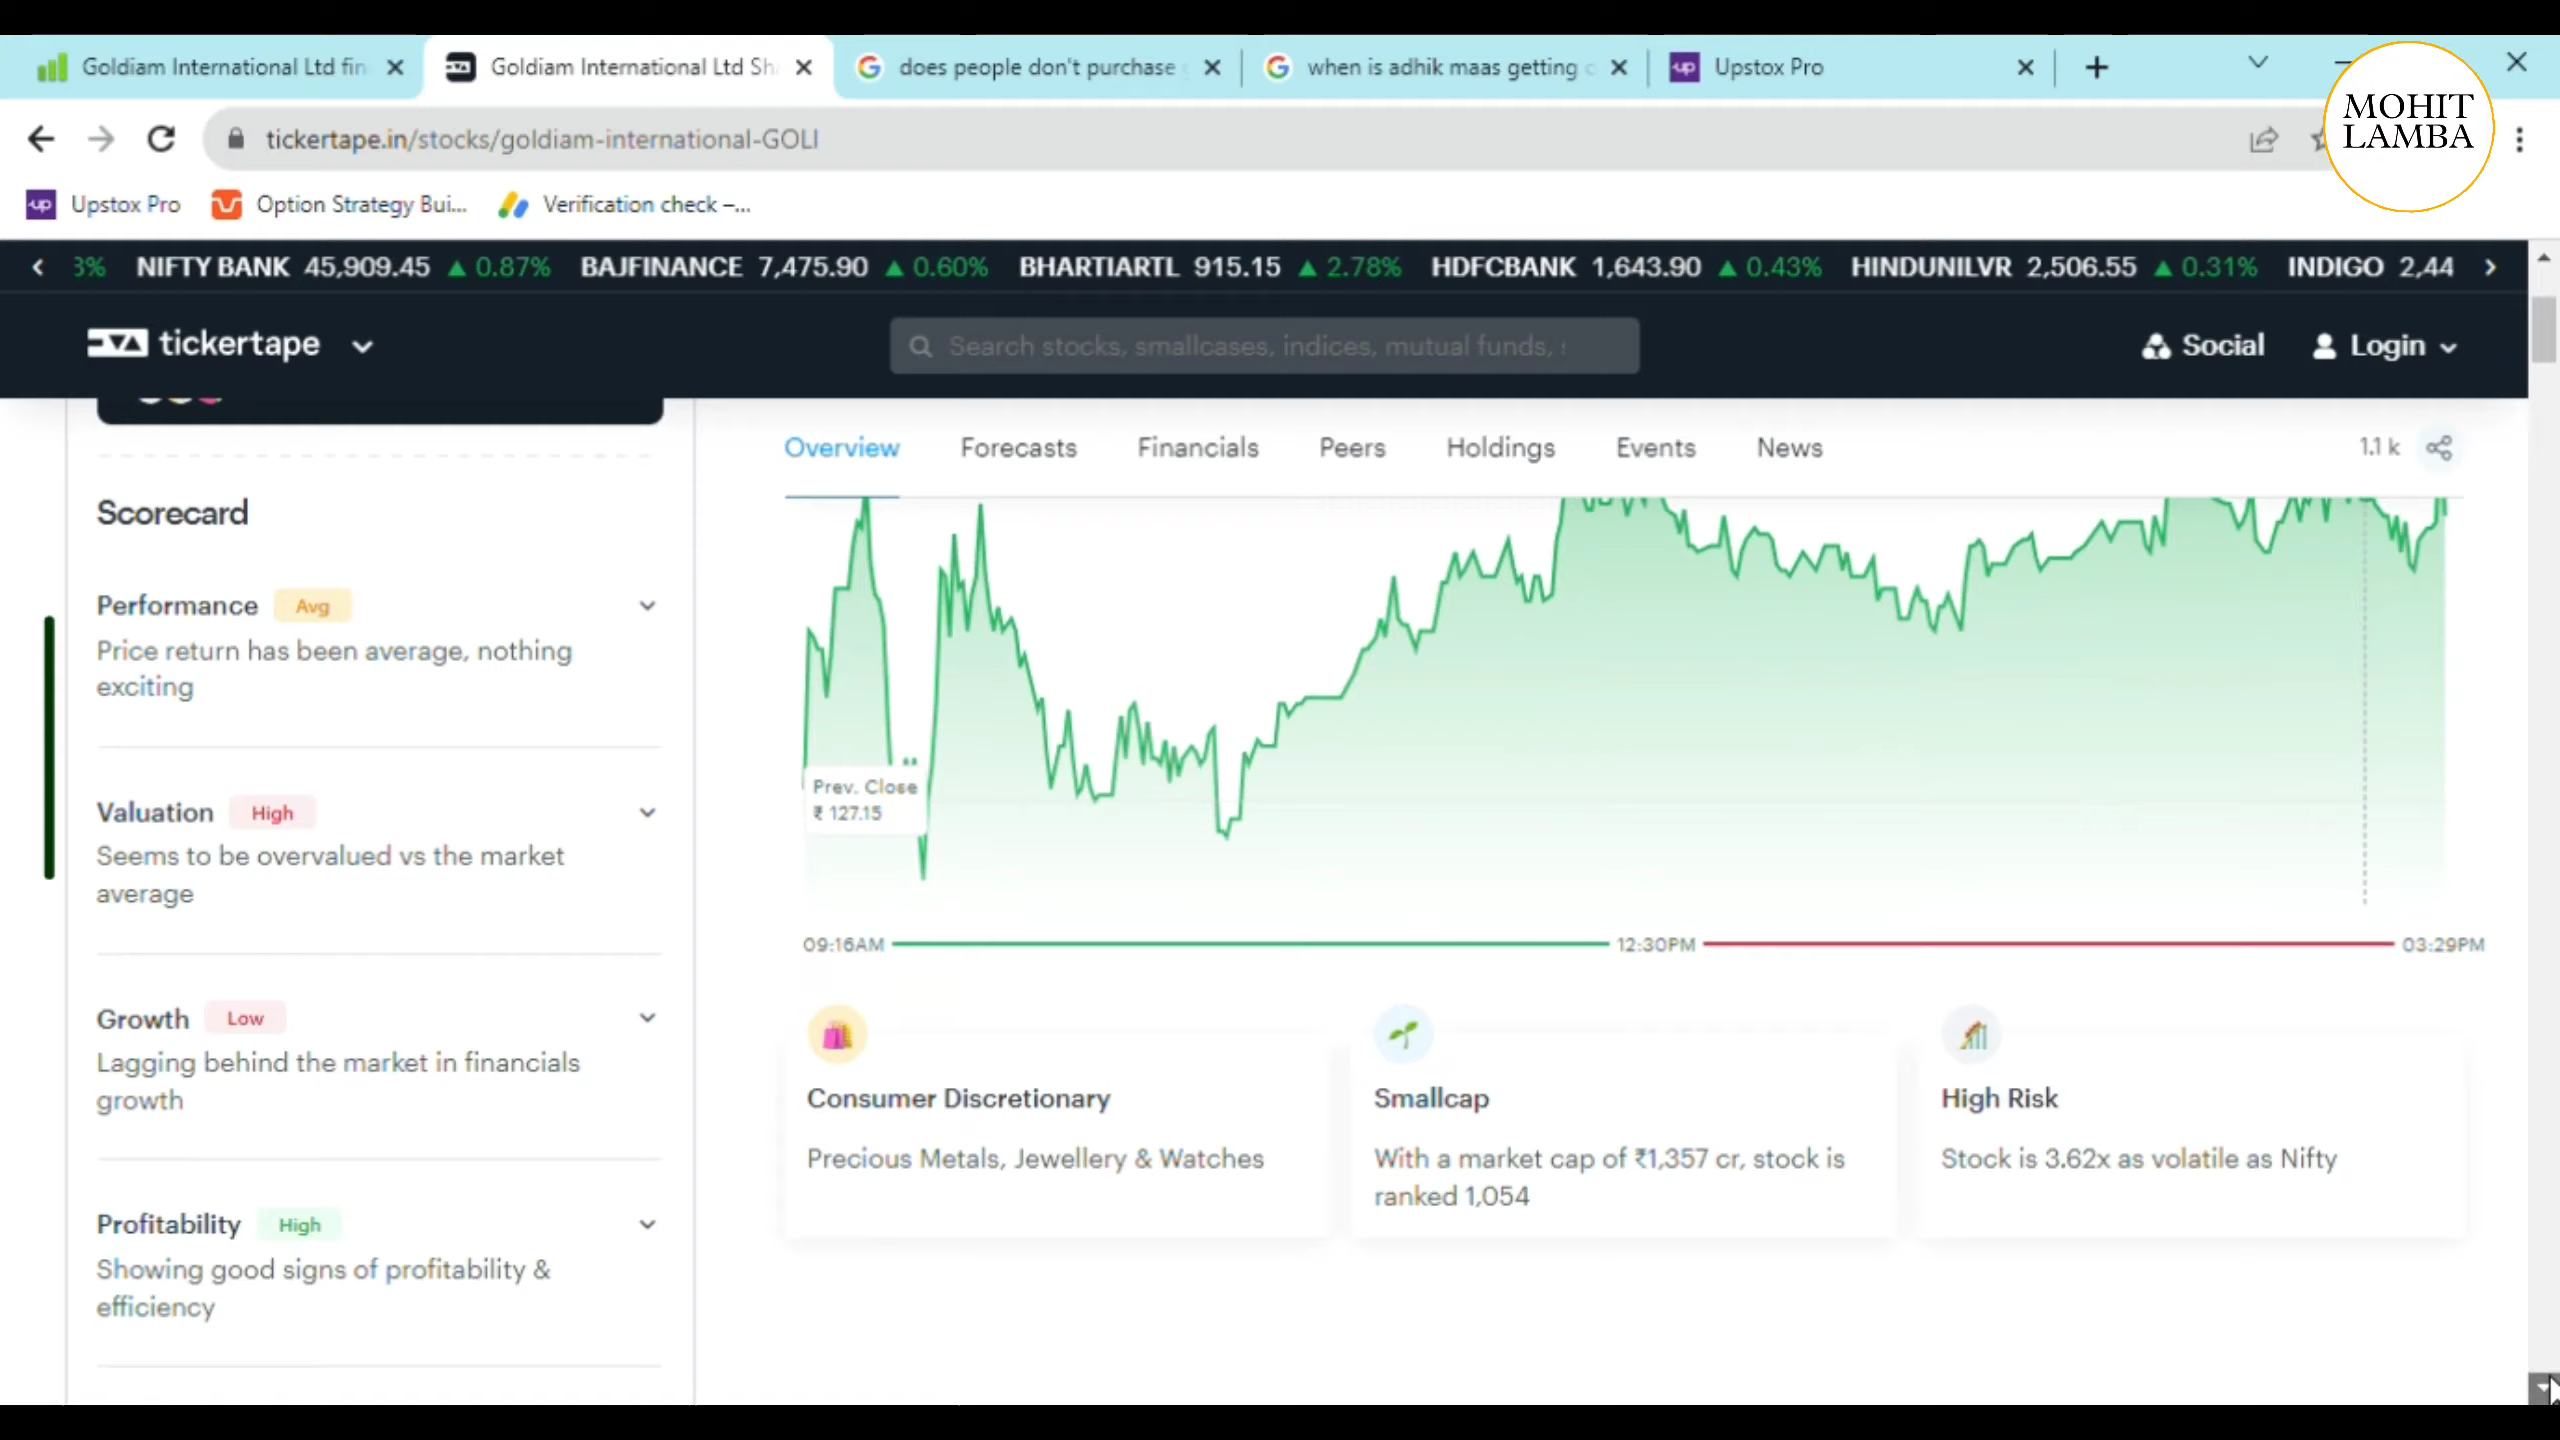 Goldiam International Ltd fin
Goldiam International Ltd Sha
does people don't purchase g
when is adhik maas getting o
Upstox Pro
MOHIT
LAMBA
tickertape.in/stocks/goldiam-international-GOLI
Upstox Pro
Option Strategy Bui...
Verification check –...
3% NIFTY BANK 45,909.45 ▲ 0.87% BAJFINANCE 7,475.90 ▲ 0.60% BHARTIARTL 915.15 ▲ 2.78% HDFCBANK 1,643.90 ▲ 0.43% HINDUNILVR 2,506.55 ▲ 0.31% INDIGO 2,44
tickertape
Search stocks, smallcases, indices, mutual funds,
Social
Login
Overview Forecasts Financials Peers Holdings Events News
1.1 k
Scorecard
Performance Avg
Price return has been average, nothing
exciting
Valuation High
Seems to be overvalued vs the market
average
Growth Low
Lagging behind the market in financials
growth
Profitability High
Showing good signs of profitability &
efficiency
Prev. Close
₹ 127.15
09:16AM 12:30PM 03:29PM
Consumer Discretionary
Precious Metals, Jewellery & Watches
Smallcap
With a market cap of ₹1,357 cr, stock is
ranked 1,054
High Risk
Stock is 3.62x as volatile as Nifty